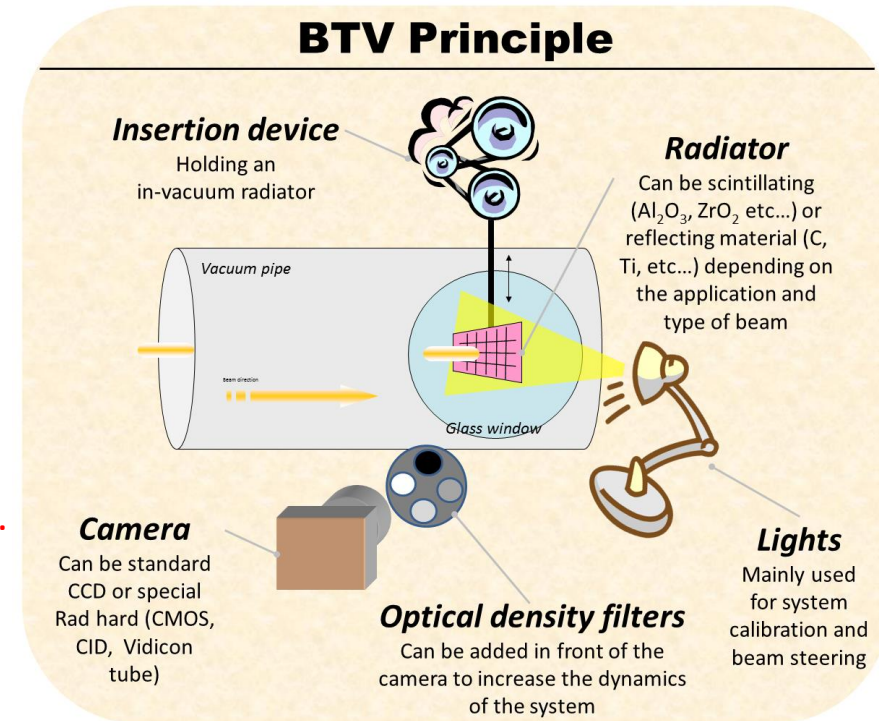 BTV Principle
Insertion device
Holding an
in-vacuum radiator
Radiator
Can be scintillating
(Al₂O₃, ZrO₂ etc...) or
reflecting material (C,
Ti, etc...) depending on
the application and
type of beam
Vacuum pipe
Beam direction
Glass window
Camera
Can be standard
CCD or special
Rad hard (CMOS,
CID, Vidicon
tube)
Optical density filters
Can be added in front of the
camera to increase the dynamics
of the system
Lights
Mainly used
for system
calibration and
beam steering